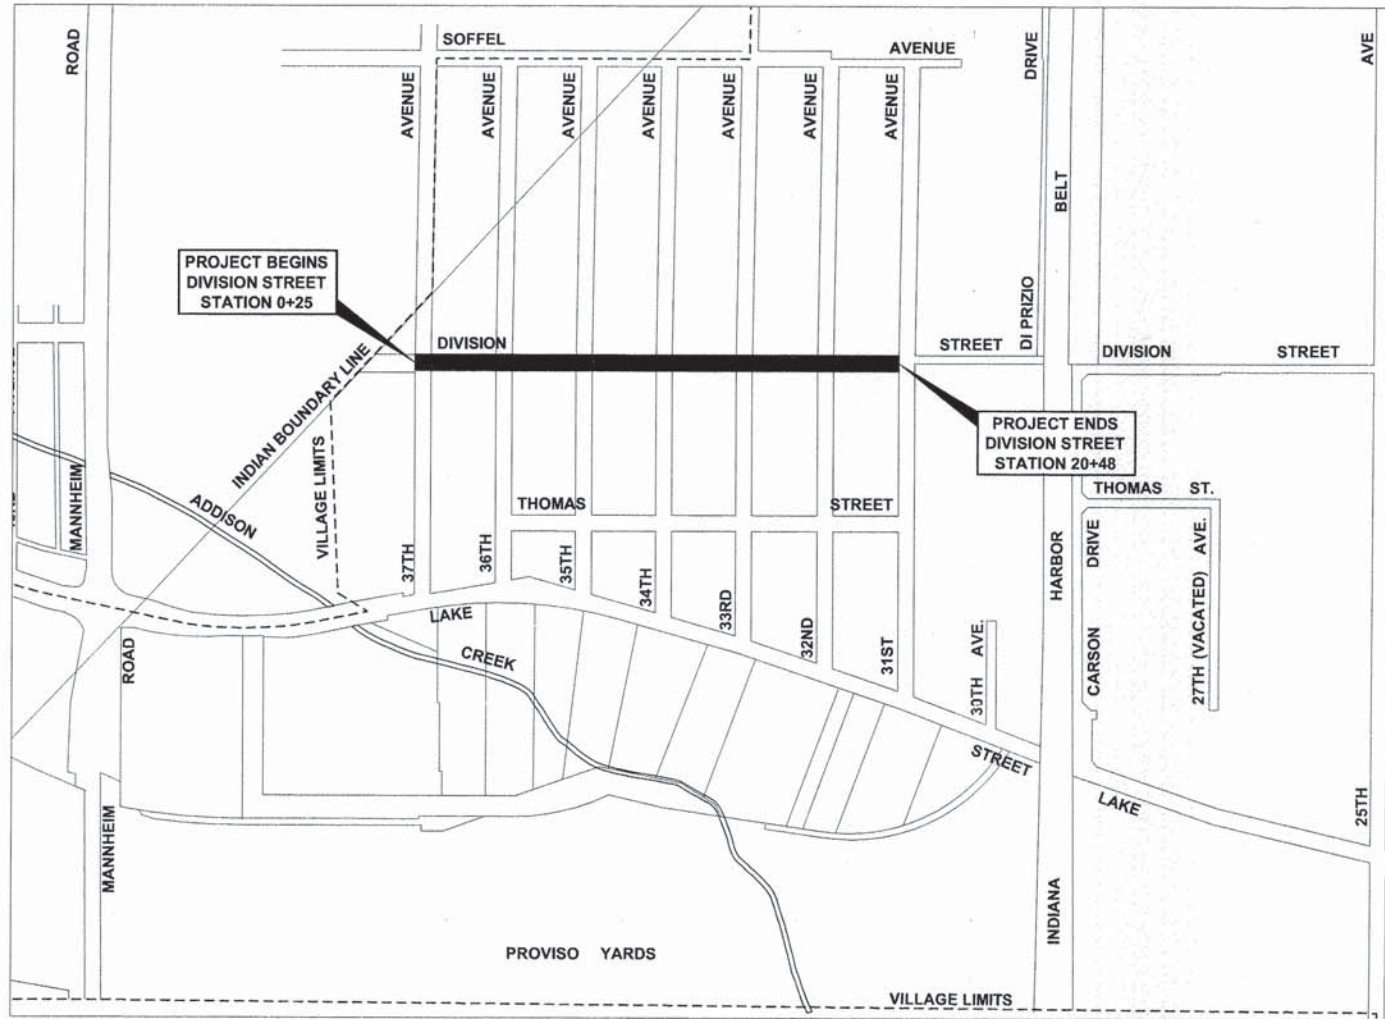 SOFFEL
AVENUE
ROAD
AVENUE
AVENUE
AVENUE
AVENUE
AVENUE
AVENUE
AVENUE
DRIVE
AVE
BELT
PROJECT BEGINS
DIVISION STREET
STATION 0+25
DI PRIZIO
DIVISION
STREET
DIVISION
STREET
INDIAN BOUNDARY LINE
VILLAGE LIMITS
PROJECT ENDS
DIVISION STREET
STATION 20+48
MANNHEIM
ADDISON
THOMAS
STREET
THOMAS ST.
37TH
36TH
35TH
34TH
33RD
32ND
31ST
30TH AVE.
HARBOR
CARSON DRIVE
27TH (VACATED) AVE.
LAKE
CREEK
ROAD
STREET
LAKE
25TH
MANNHEIM
INDIANA
PROVISO YARDS
VILLAGE LIMITS